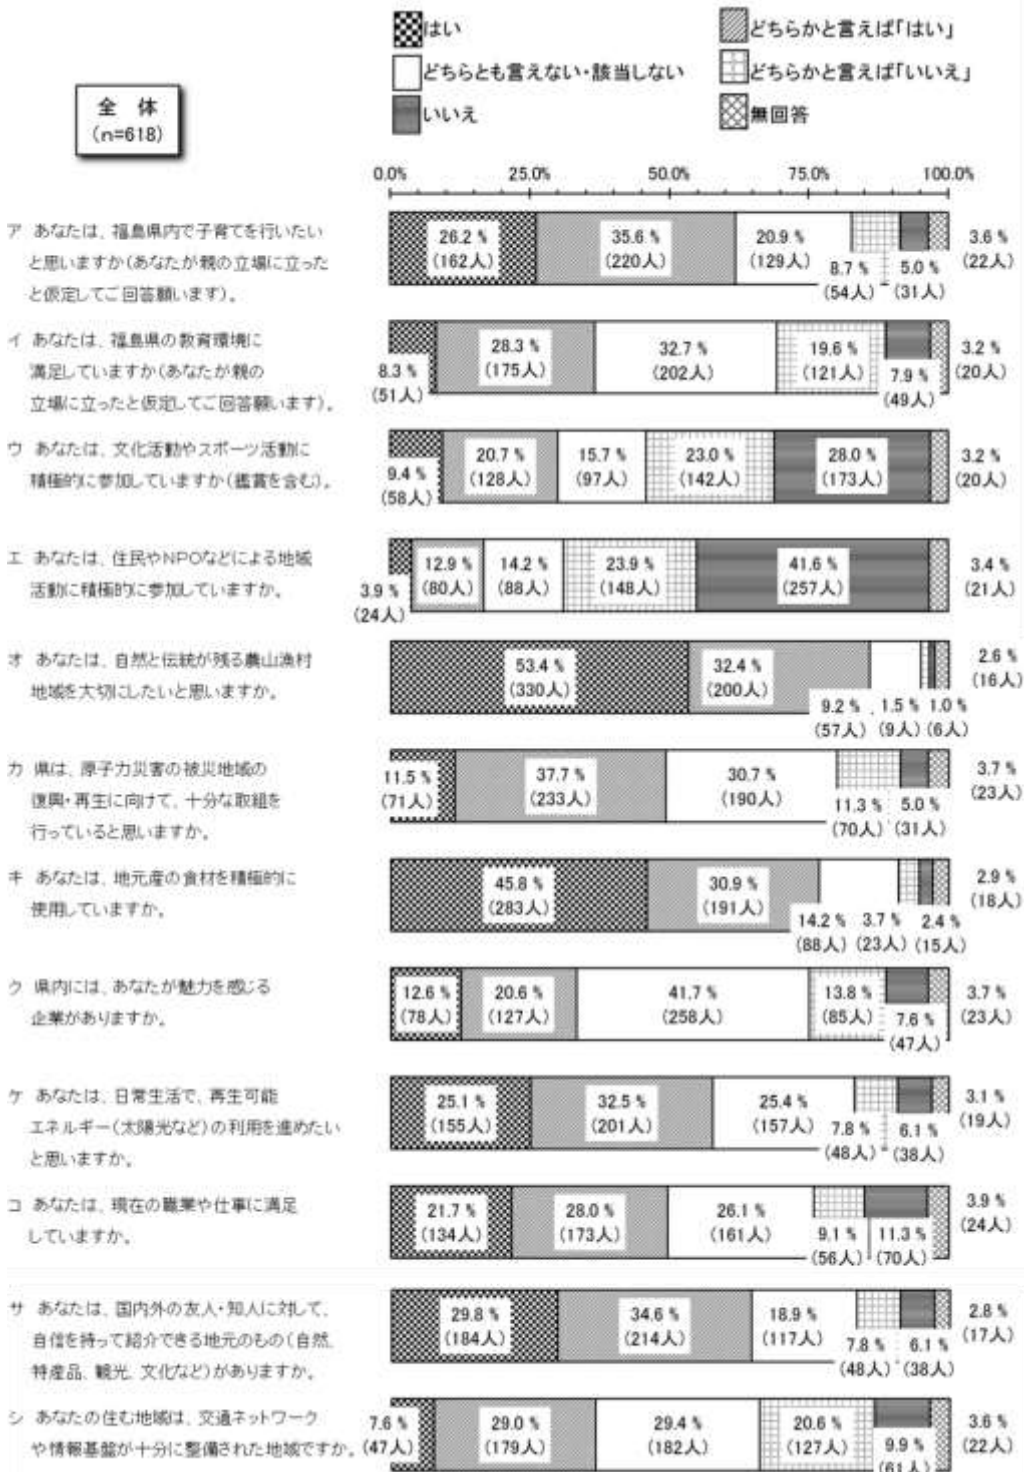 はい
どちらかと言えば「はい」
どちらとも言えない・該当しない
どちらかと言えば「いいえ」
いいえ
無回答
全 体
(n=618)
0.0% 25.0% 50.0% 75.0% 100.0%
ア あなたは、福島県内で子育てを行いたい
と思いますか(あなたが親の立場に立った
と仮定してご回答願います)。
26.2 % 35.6 % 20.9 % 8.7 % 5.0 % 3.6 %
(162人) (220人) (129人) (54人) (31人) (22人)
イ あなたは、福島県の教育環境に
満足していますか(あなたが親の
立場に立ったと仮定してご回答願います)。
8.3 % 28.3 % 32.7 % 19.6 % 7.9 % 3.2 %
(51人) (175人) (202人) (121人) (49人) (20人)
ウ あなたは、文化活動やスポーツ活動に
積極的に参加していますか(鑑賞を含む)。
9.4 % 20.7 % 15.7 % 23.0 % 28.0 % 3.2 %
(58人) (128人) (97人) (142人) (173人) (20人)
エ あなたは、住民やNPOなどによる地域
活動に積極的に参加していますか。
3.9 % 12.9 % 14.2 % 23.9 % 41.6 % 3.4 %
(24人) (80人) (88人) (148人) (257人) (21人)
オ あなたは、自然と伝統が残る農山漁村
地域を大切にしたいと思いますか。
53.4 % 32.4 % 9.2 % 1.5 % 1.0 % 2.6 %
(330人) (200人) (57人) (9人) (6人) (16人)
カ 県は、原子力災害の被災地域の
復興・再生に向けて、十分な取組を
行っていると思いますか。
11.5 % 37.7 % 30.7 % 11.3 % 5.0 % 3.7 %
(71人) (233人) (190人) (70人) (31人) (23人)
キ あなたは、地元産の食材を積極的に
使用していますか。
45.8 % 30.9 % 14.2 % 3.7 % 2.4 % 2.9 %
(283人) (191人) (88人) (23人) (15人) (18人)
ク 県内には、あなたが魅力を感じる
企業がありますか。
12.6 % 20.6 % 41.7 % 13.8 % 7.6 % 3.7 %
(78人) (127人) (258人) (85人) (47人) (23人)
ケ あなたは、日常生活で、再生可能
エネルギー(太陽光など)の利用を進めたい
と思いますか。
25.1 % 32.5 % 25.4 % 7.8 % 6.1 % 3.1 %
(155人) (201人) (157人) (48人) (38人) (19人)
コ あなたは、現在の職業や仕事に満足
していますか。
21.7 % 28.0 % 26.1 % 9.1 % 11.3 % 3.9 %
(134人) (173人) (161人) (56人) (70人) (24人)
サ あなたは、国内外の友人・知人に対して、
自信を持って紹介できる地元のもの(自然、
特産品、観光、文化など)がありますか。
29.8 % 34.6 % 18.9 % 7.8 % 6.1 % 2.8 %
(184人) (214人) (117人) (48人) (38人) (17人)
シ あなたの住む地域は、交通ネットワーク
や情報基盤が十分に整備された地域ですか。
7.6 % 29.0 % 29.4 % 20.6 % 9.9 % 3.6 %
(47人) (179人) (182人) (127人) (61人) (22人)